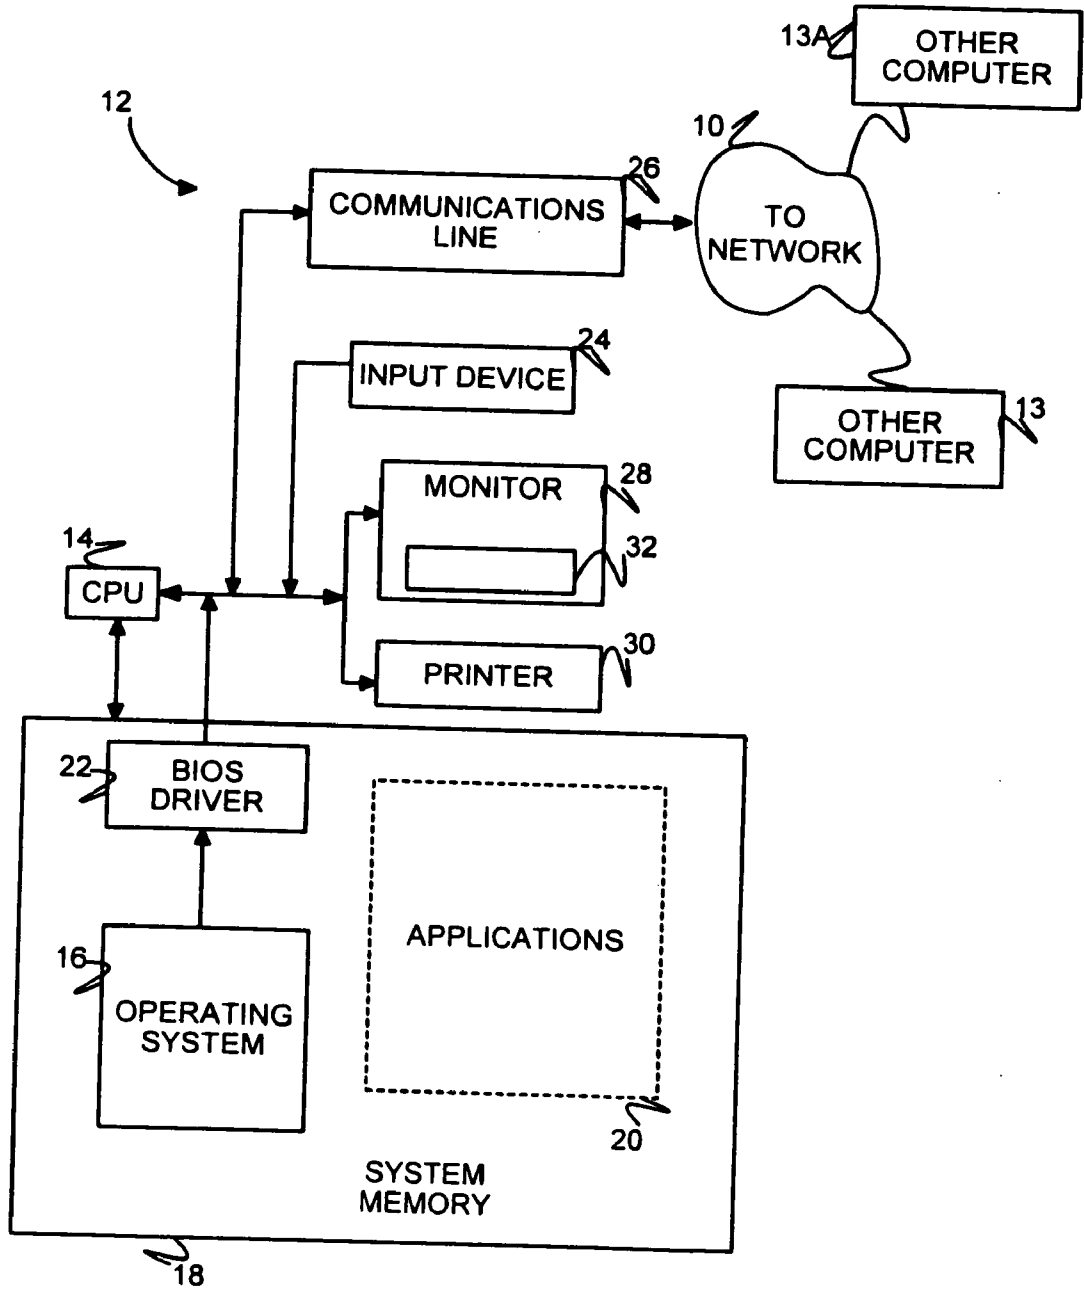 13A
OTHER
COMPUTER
12
10
26
COMMUNICATIONS
LINE
TO
NETWORK
24
INPUT DEVICE
13
OTHER
COMPUTER
MONITOR
28
32
14
CPU
30
PRINTER
22
BIOS
DRIVER
APPLICATIONS
16
OPERATING
SYSTEM
20
SYSTEM
MEMORY
18